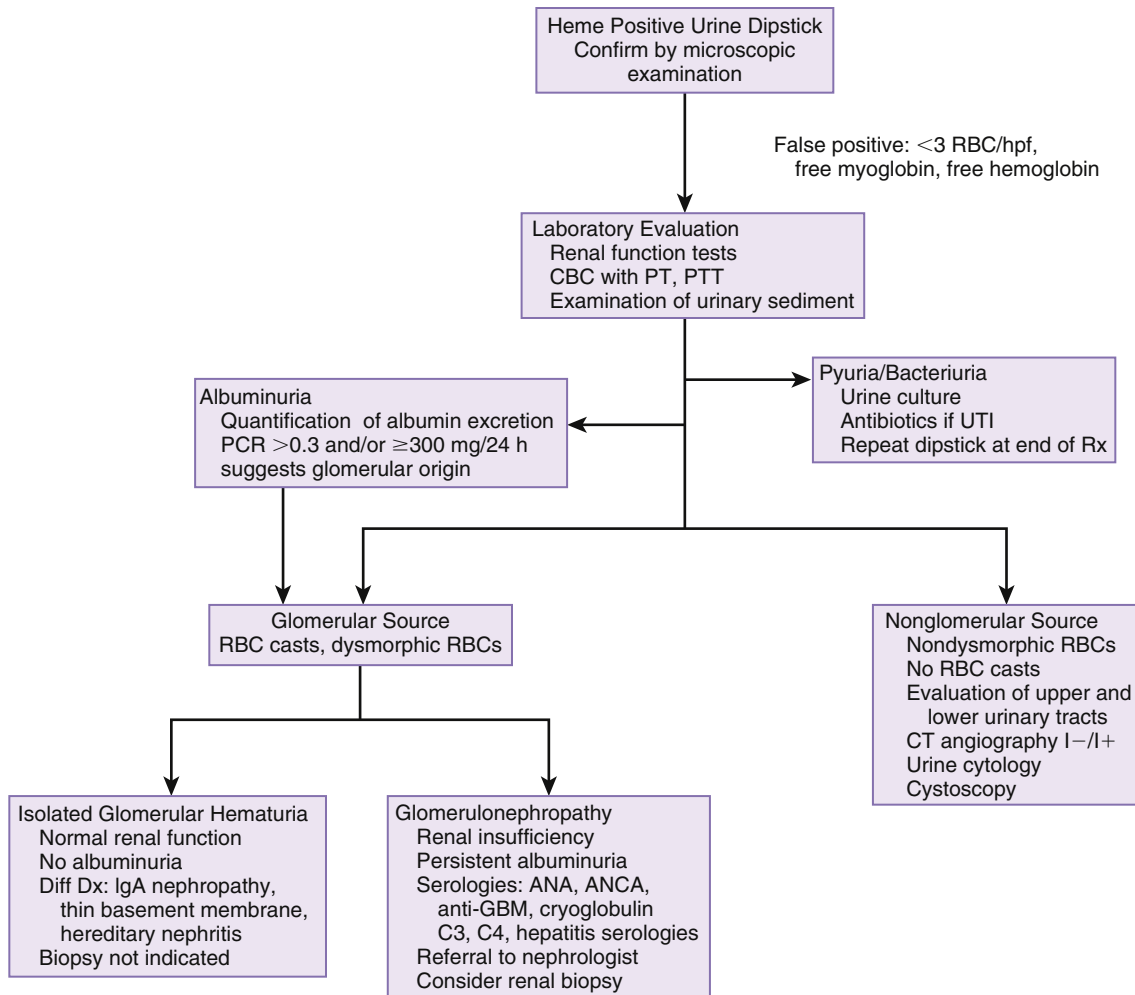 Heme Positive Urine Dipstick
Confirm by microscopic
examination
False positive: <3 RBC/hpf,
free myoglobin, free hemoglobin
Laboratory Evaluation
Renal function tests
CBC with PT, PTT
Examination of urinary sediment
Albuminuria
Quantification of albumin excretion
PCR >0.3 and/or ≥300 mg/24 h
suggests glomerular origin
Pyuria/Bacteriuria
Urine culture
Antibiotics if UTI
Repeat dipstick at end of Rx
Glomerular Source
RBC casts, dysmorphic RBCs
Nonglomerular Source
Nondysmorphic RBCs
No RBC casts
Evaluation of upper and
lower urinary tracts
CT angiography I−/I+
Urine cytology
Cystoscopy
Isolated Glomerular Hematuria
Normal renal function
No albuminuria
Diff Dx: IgA nephropathy,
thin basement membrane,
hereditary nephritis
Biopsy not indicated
Glomerulonephropathy
Renal insufficiency
Persistent albuminuria
Serologies: ANA, ANCA,
anti-GBM, cryoglobulin
C3, C4, hepatitis serologies
Referral to nephrologist
Consider renal biopsy